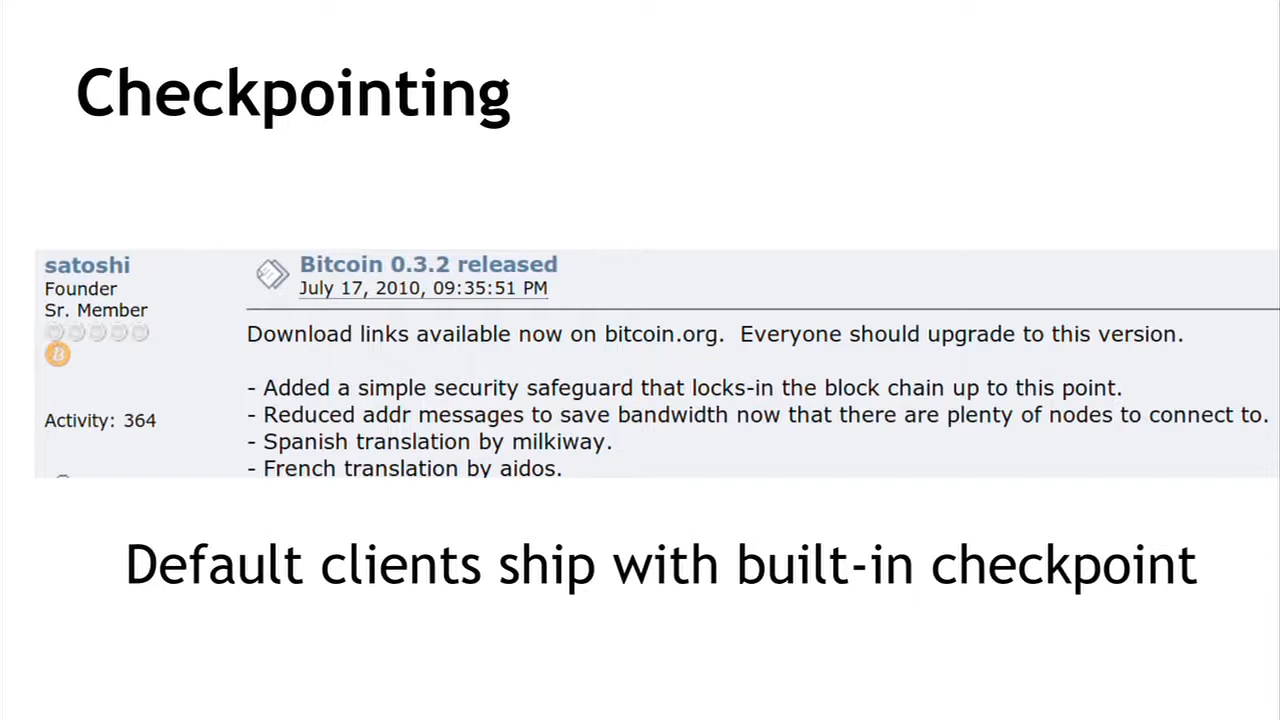 Checkpointing
satoshi
Founder
Sr. Member
Activity: 364
Bitcoin 0.3.2 released
July 17, 2010, 09:35:51 PM
Download links available now on bitcoin.org.  Everyone should upgrade to this version.
- Added a simple security safeguard that locks-in the block chain up to this point.
- Reduced addr messages to save bandwidth now that there are plenty of nodes to connect to.
- Spanish translation by milkiway.
- French translation by aidos.
Default clients ship with built-in checkpoint